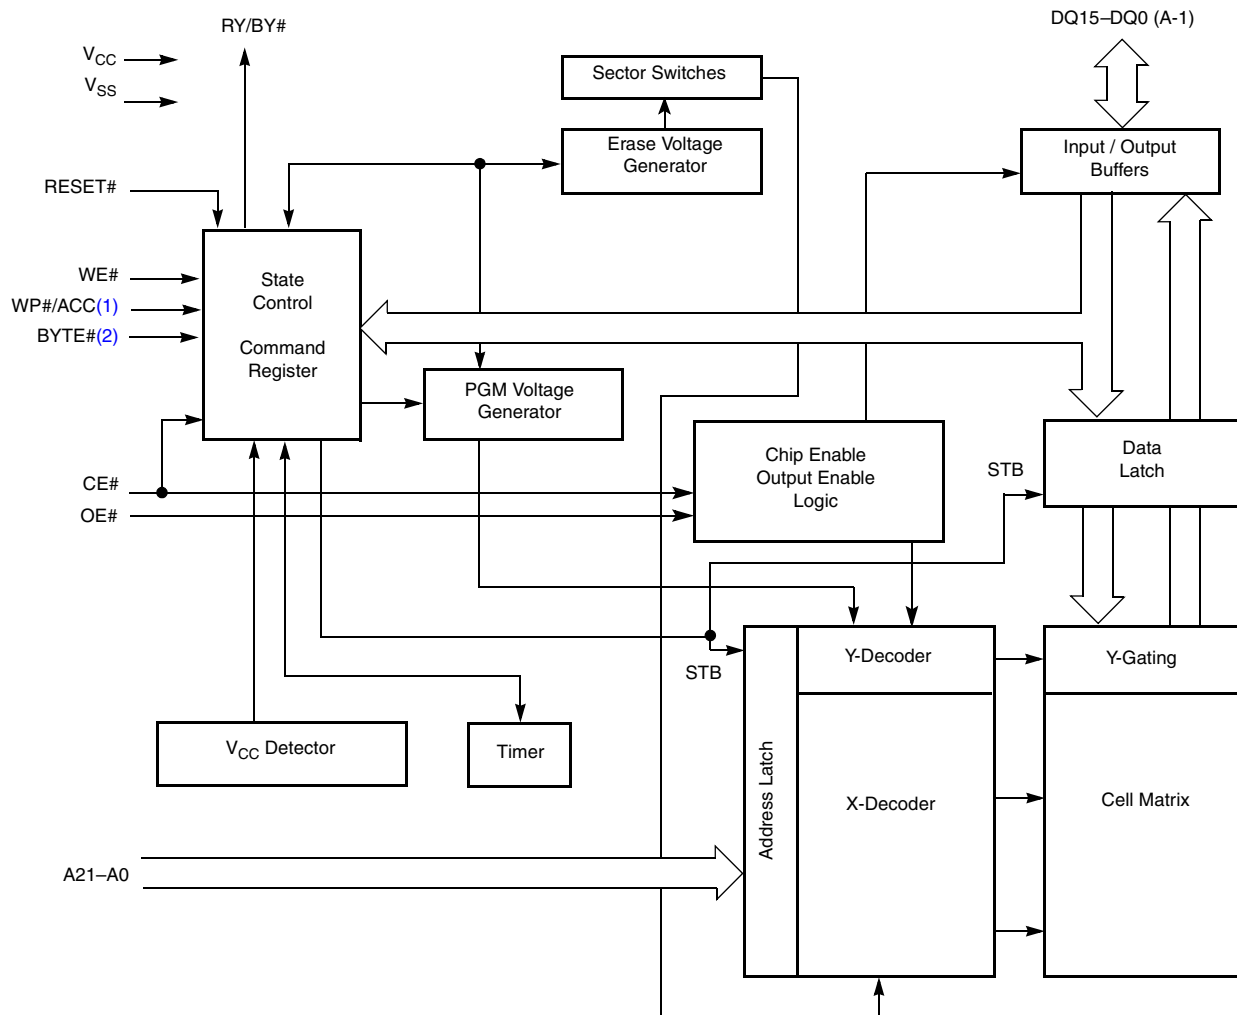 RY/BY#
DQ15–DQ0 (A-1)
VCC
VSS
Sector Switches
Erase Voltage
Generator
Input / Output
Buffers
RESET#
WE#
WP#/ACC(1)
BYTE#(2)
State
Control
Command
Register
PGM Voltage
Generator
Chip Enable
Output Enable
Logic
STB
Data
Latch
CE#
OE#
STB
Y-Decoder
Y-Gating
VCC Detector
Timer
Address Latch
X-Decoder
Cell Matrix
A21–A0